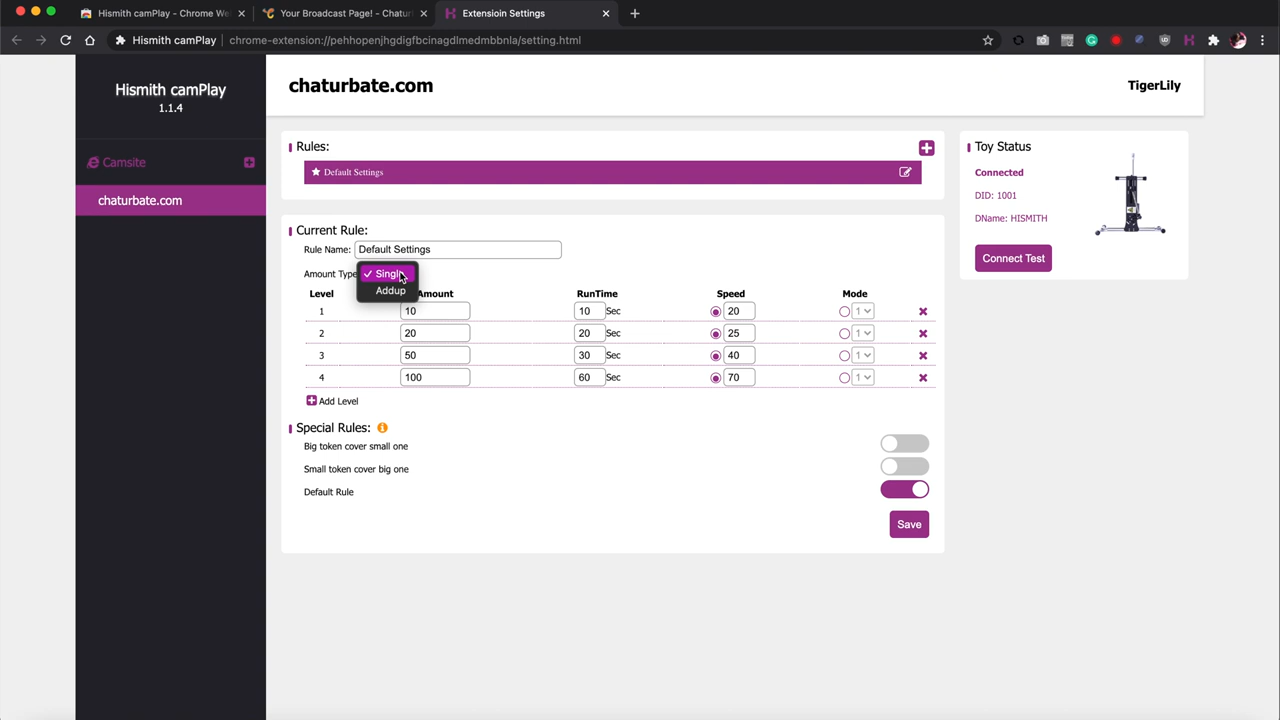 Hismith camPlay - Chrome We
Your Broadcast Page! - Chatur
Extensioin Settings
Hismith camPlay
chrome-extension://pehhopenjhgdigfbcinagdlmedmbbnla/setting.html
Hismith camPlay
1.1.4
Camsite
chaturbate.com
chaturbate.com
TigerLily
Rules:
Default Settings
Current Rule:
Rule Name: Default Settings
Amount Type
Single
Addup
Level Amount RunTime Speed Mode
1 10 10 Sec 20 1
2 20 20 Sec 25 1
3 50 30 Sec 40 1
4 100 60 Sec 70 1
Add Level
Special Rules:
Big token cover small one
Small token cover big one
Default Rule
Save
Toy Status
Connected
DID: 1001
DName: HISMITH
Connect Test